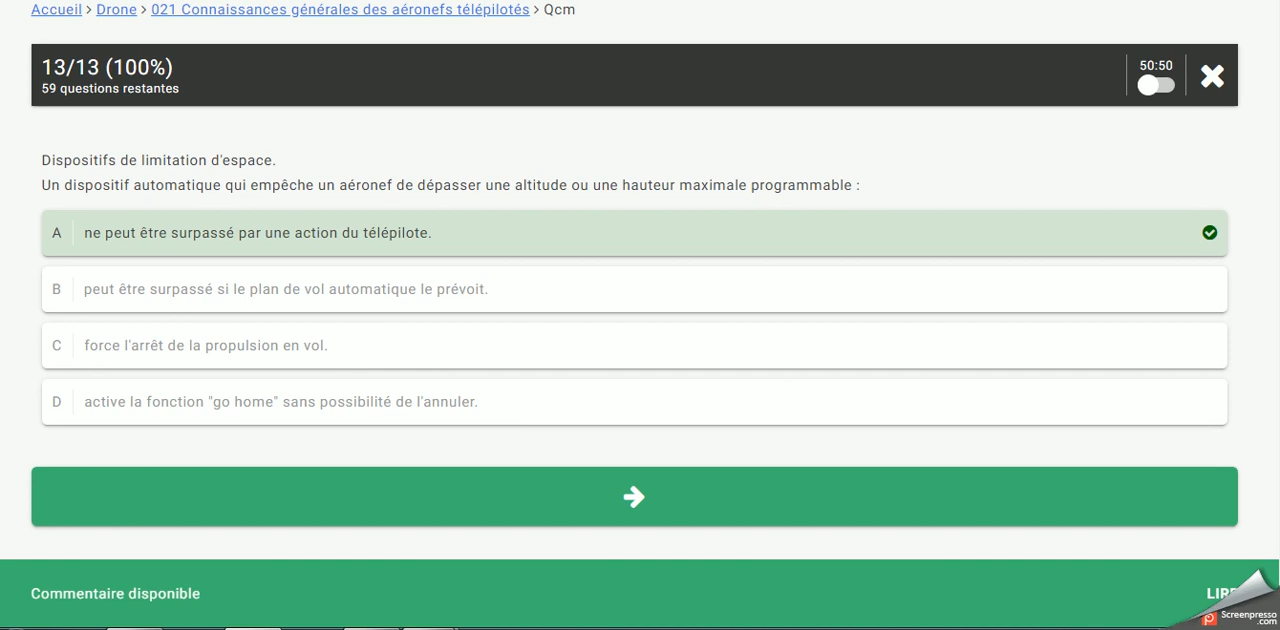 Accueil > Drone > 021 Connaissances générales des aéronefs télépilotés > Qcm
13/13 (100%)
59 questions restantes
50:50
Dispositifs de limitation d'espace.
Un dispositif automatique qui empêche un aéronef de dépasser une altitude ou une hauteur maximale programmable :
A ne peut être surpassé par une action du télépilote.
B peut être surpassé si le plan de vol automatique le prévoit.
C force l'arrêt de la propulsion en vol.
D active la fonction "go home" sans possibilité de l'annuler.
Commentaire disponible
Screenpresso
.com